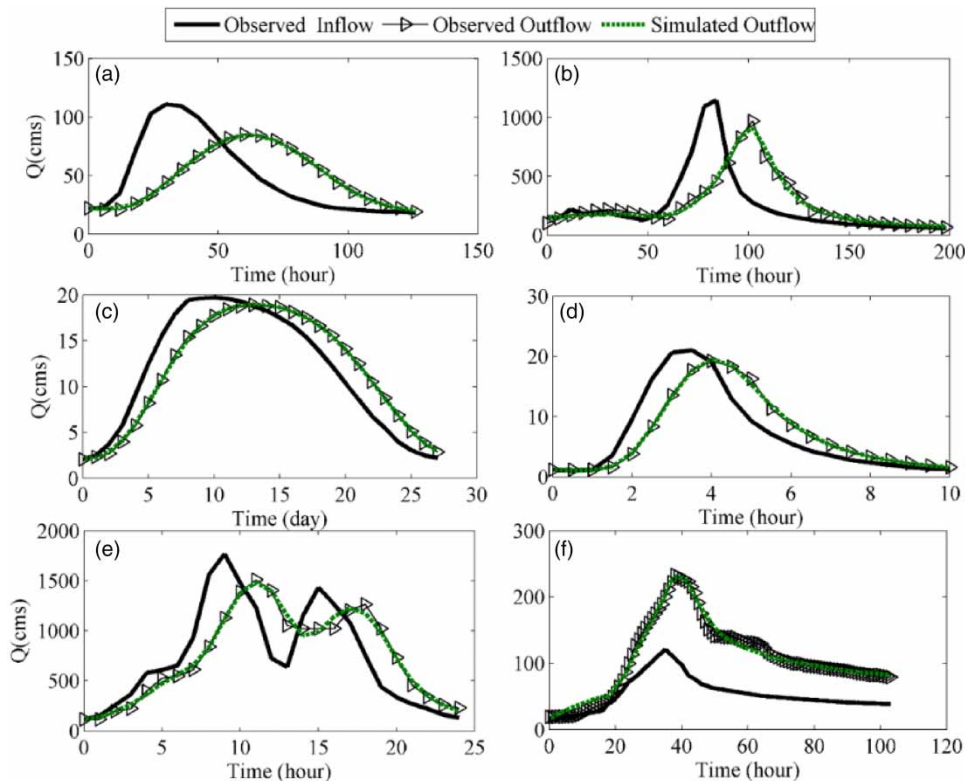 Observed Inflow Observed Outflow Simulated Outflow
(a)
150
100
50
0
Q(cms)
0 50 100 150
Time (hour)
(b)
1500
1000
500
0
0 50 100 150 200
Time (hour)
(c)
20
15
10
5
0
Q(cms)
0 5 10 15 20 25 30
Time (day)
(d)
30
20
10
0
0 2 4 6 8 10
Time (hour)
(e)
2000
1500
1000
500
0
Q(cms)
0 5 10 15 20 25
Time (hour)
(f)
300
200
100
0
0 20 40 60 80 100 120
Time (hour)